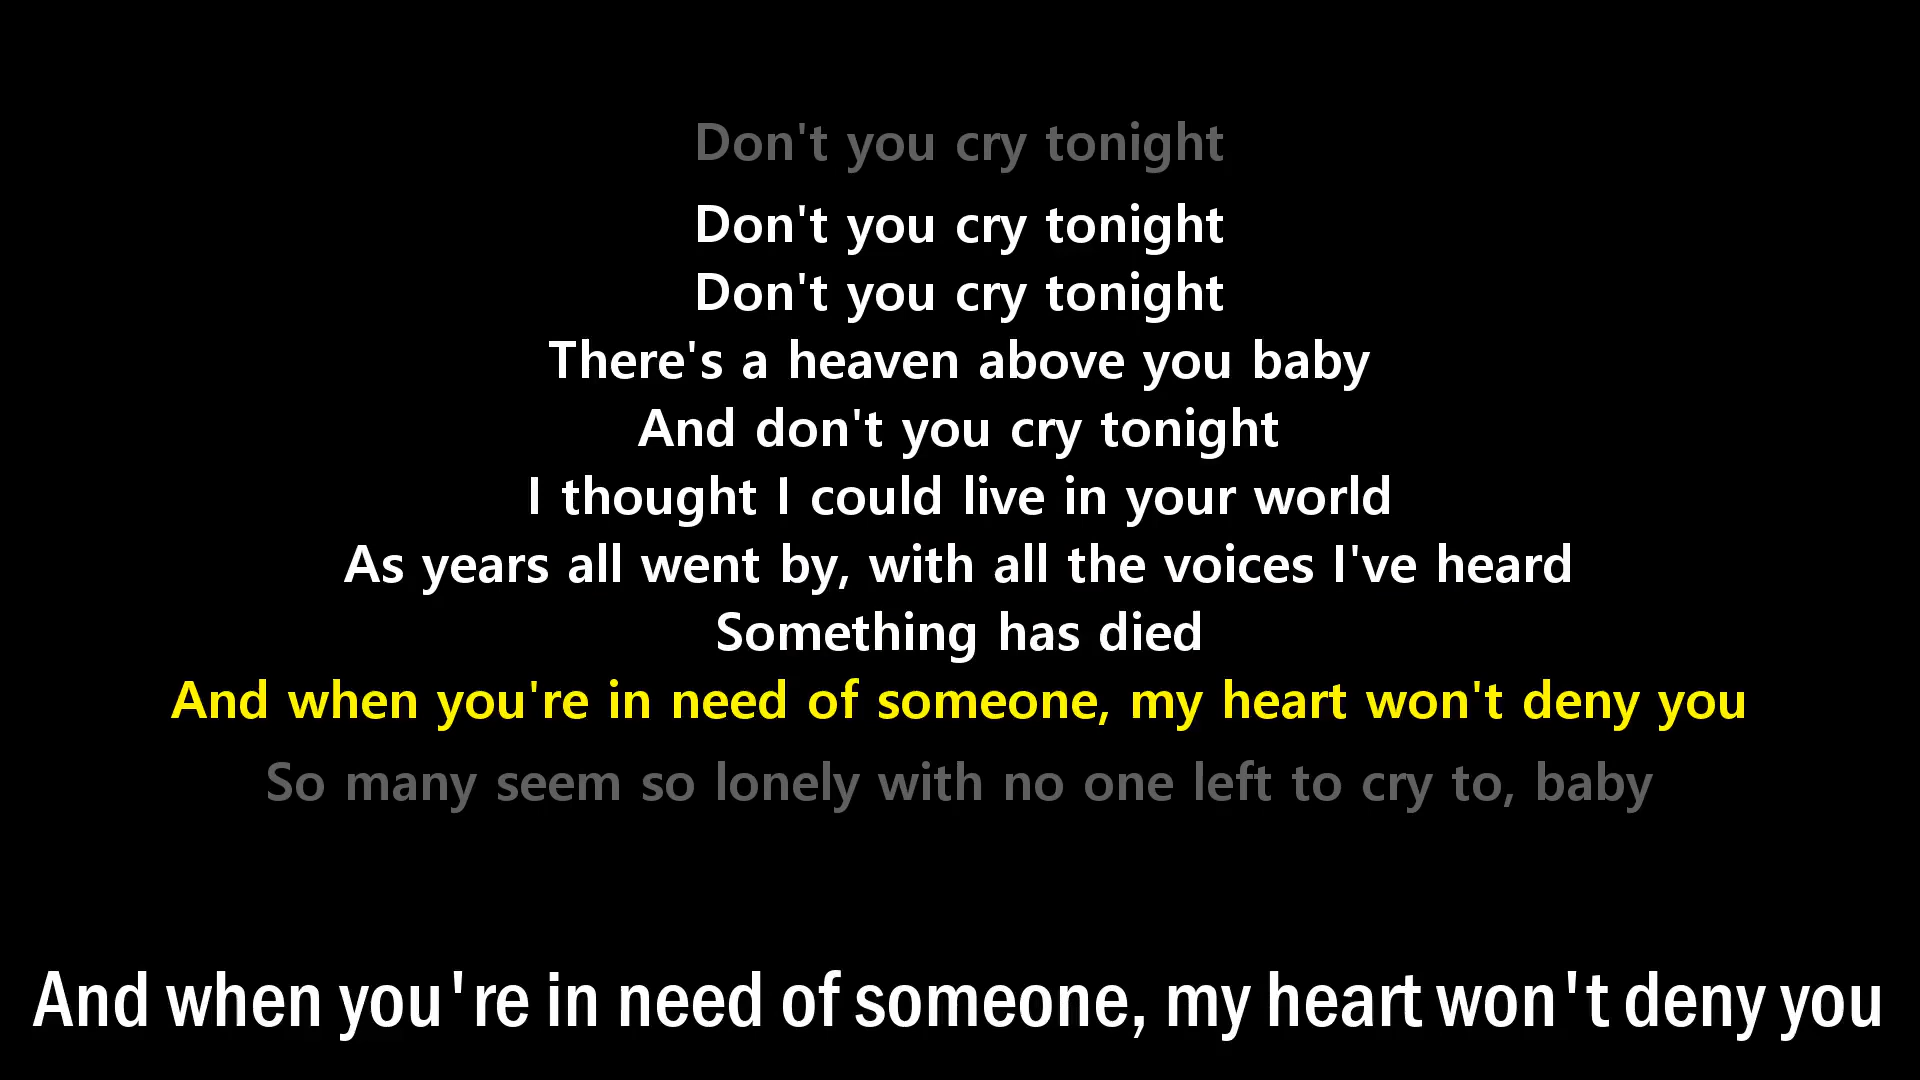 Don't you cry tonight
Don't you cry tonight
Don't you cry tonight
There's a heaven above you baby
And don't you cry tonight
I thought I could live in your world
As years all went by, with all the voices I've heard
Something has died
And when you're in need of someone, my heart won't deny you
So many seem so lonely with no one left to cry to, baby
And when you're in need of someone, my heart won't deny you